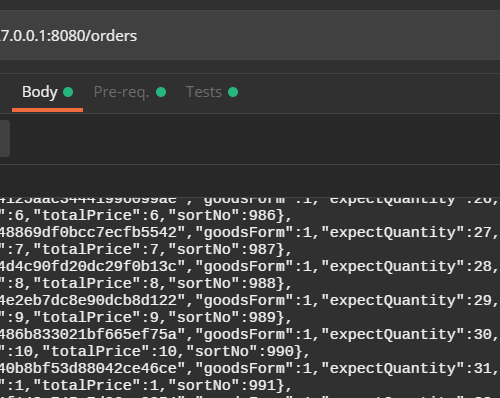 7.0.0.1:8080/orders
Body Pre-req. Tests
","goodsForm":1,"expectQuantity":26,
":6,"totalPrice":6,"sortNo":986},
48869df0bcc7ecfb5542","goodsForm":1,"expectQuantity":27,
":7,"totalPrice":7,"sortNo":987},
4d4c90fd20dc29f0b13c","goodsForm":1,"expectQuantity":28,
":8,"totalPrice":8,"sortNo":988},
4e2eb7dc8e90dcb8d122","goodsForm":1,"expectQuantity":29,
":9,"totalPrice":9,"sortNo":989},
486b833021bf665ef75a","goodsForm":1,"expectQuantity":30,
":10,"totalPrice":10,"sortNo":990},
40b8bf53d88042ce46ce","goodsForm":1,"expectQuantity":31,
":1,"totalPrice":1,"sortNo":991},